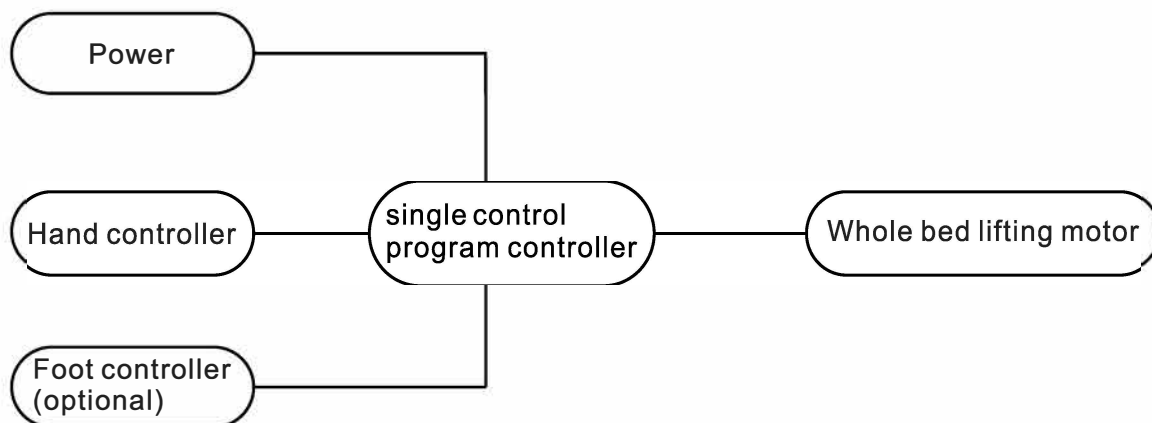 Power
Hand controller
single control
program controller
Whole bed lifting motor
Foot controller
(optional)